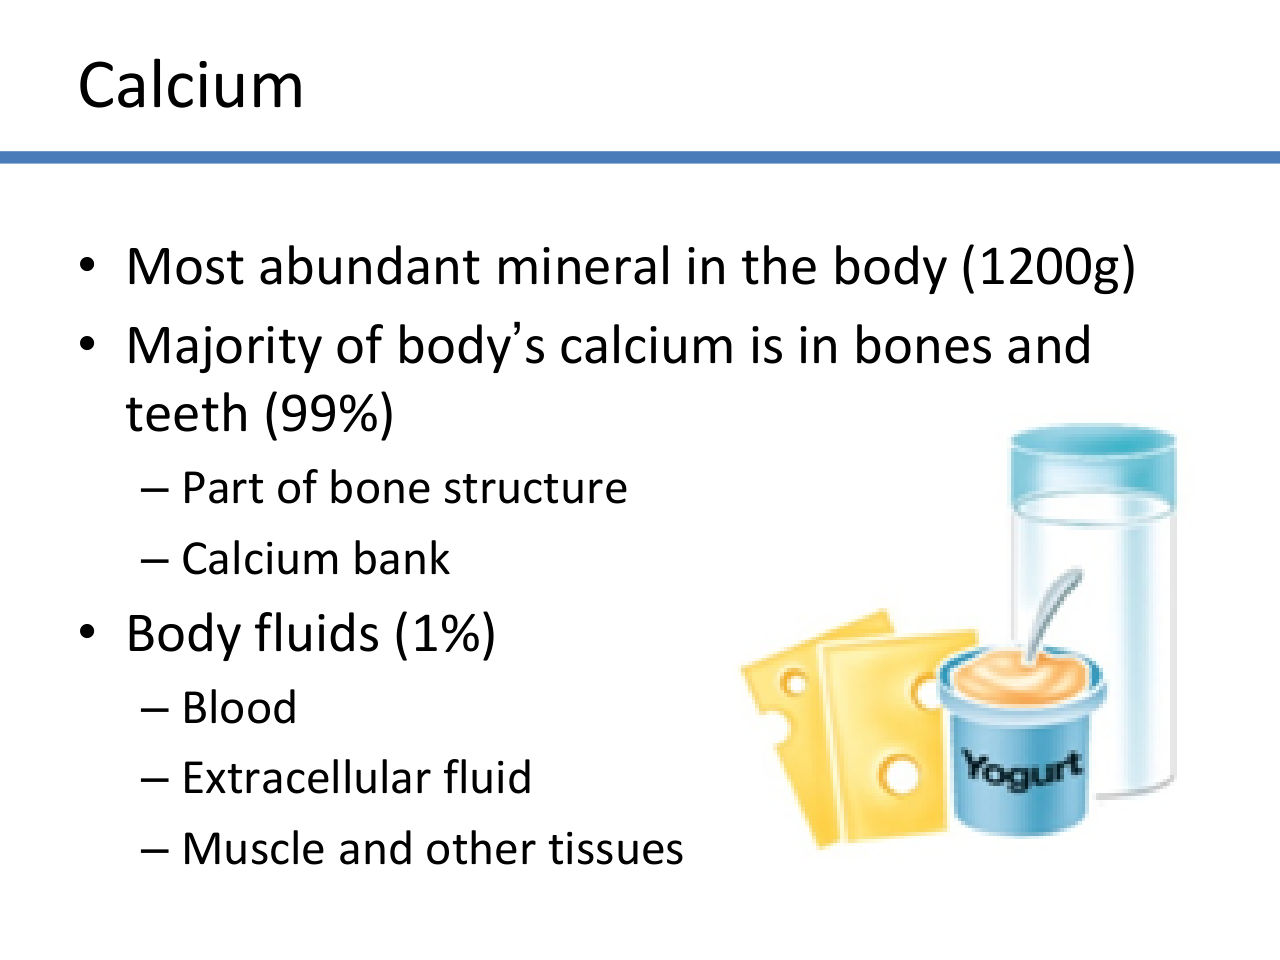 Calcium
• Most abundant mineral in the body (1200g)
• Majority of body’s calcium is in bones and
teeth (99%)
– Part of bone structure
– Calcium bank
• Body fluids (1%)
– Blood
– Extracellular fluid
– Muscle and other tissues
Yogurt